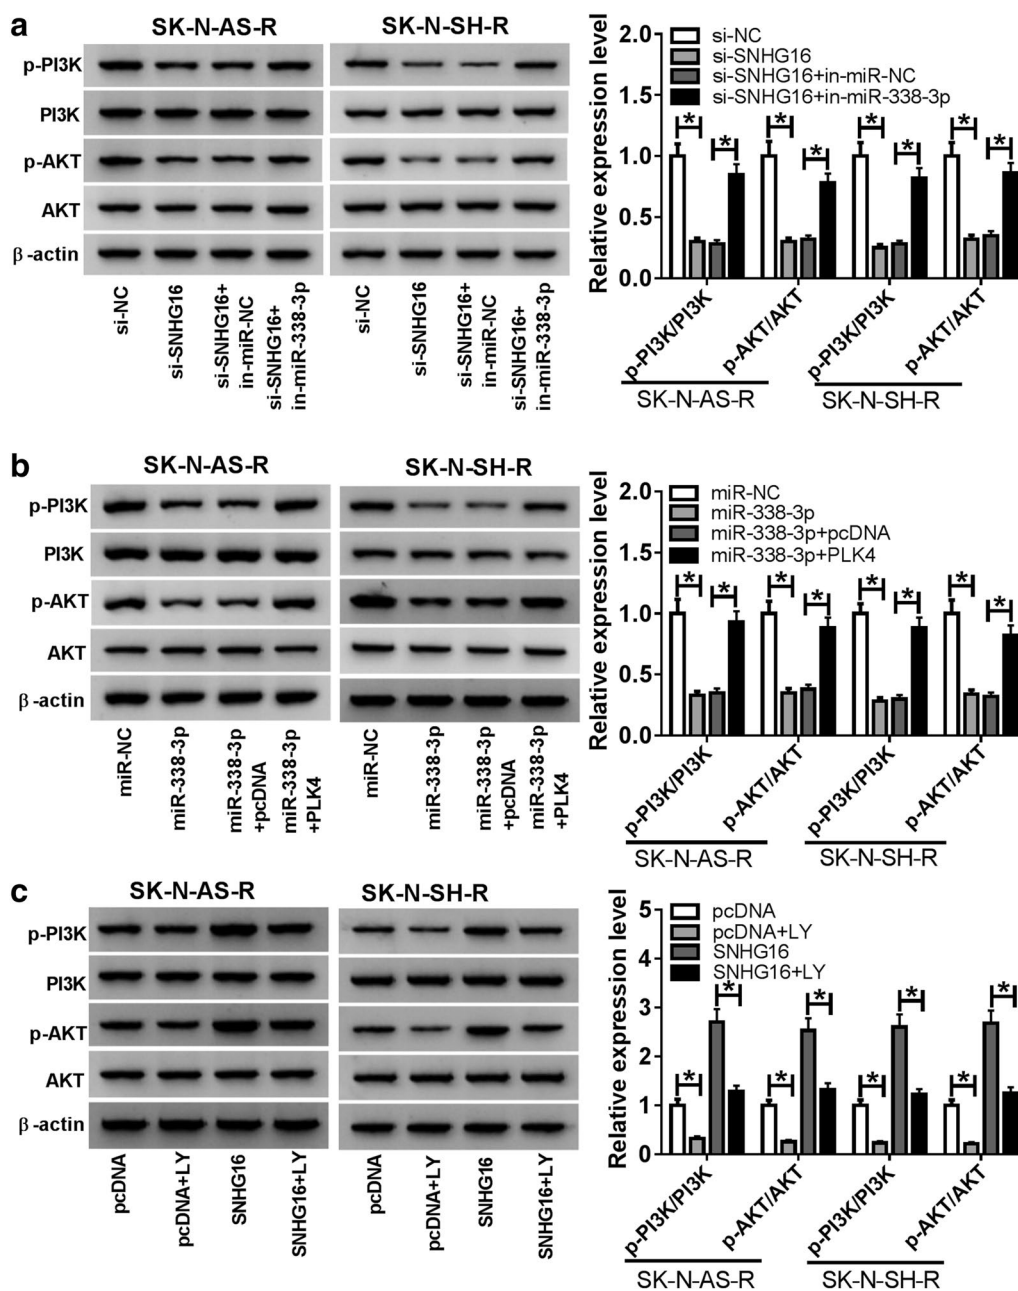 a
SK-N-AS-R
SK-N-SH-R
p-PI3K
PI3K
p-AKT
AKT
β-actin
si-NC
si-SNHG16
si-SNHG16+
in-miR-NC
si-SNHG16+
in-miR-338-3p
si-NC
si-SNHG16
si-SNHG16+
in-miR-NC
si-SNHG16+
in-miR-338-3p
Relative expression level
2.0
1.5
1.0
0.5
0.0
si-NC
si-SNHG16
si-SNHG16+in-miR-NC
si-SNHG16+in-miR-338-3p
* * * * * * * *
p-PI3K/PI3K
p-AKT/AKT
p-PI3K/PI3K
p-AKT/AKT
SK-N-AS-R
SK-N-SH-R
b
SK-N-AS-R
SK-N-SH-R
p-PI3K
PI3K
p-AKT
AKT
β-actin
miR-NC
miR-338-3p
miR-338-3p
+pcDNA
miR-338-3p
+PLK4
miR-NC
miR-338-3p
miR-338-3p
+pcDNA
miR-338-3p
+PLK4
Relative expression level
2.0
1.5
1.0
0.5
0.0
miR-NC
miR-338-3p
miR-338-3p+pcDNA
miR-338-3p+PLK4
* * * * * * * *
p-PI3K/PI3K
p-AKT/AKT
p-PI3K/PI3K
p-AKT/AKT
SK-N-AS-R
SK-N-SH-R
c
SK-N-AS-R
SK-N-SH-R
p-PI3K
PI3K
p-AKT
AKT
β-actin
pcDNA
pcDNA+LY
SNHG16
SNHG16+LY
pcDNA
pcDNA+LY
SNHG16
SNHG16+LY
Relative expression level
5
4
3
2
1
0
pcDNA
pcDNA+LY
SNHG16
SNHG16+LY
* * * * * * * *
p-PI3K/PI3K
p-AKT/AKT
p-PI3K/PI3K
p-AKT/AKT
SK-N-AS-R
SK-N-SH-R